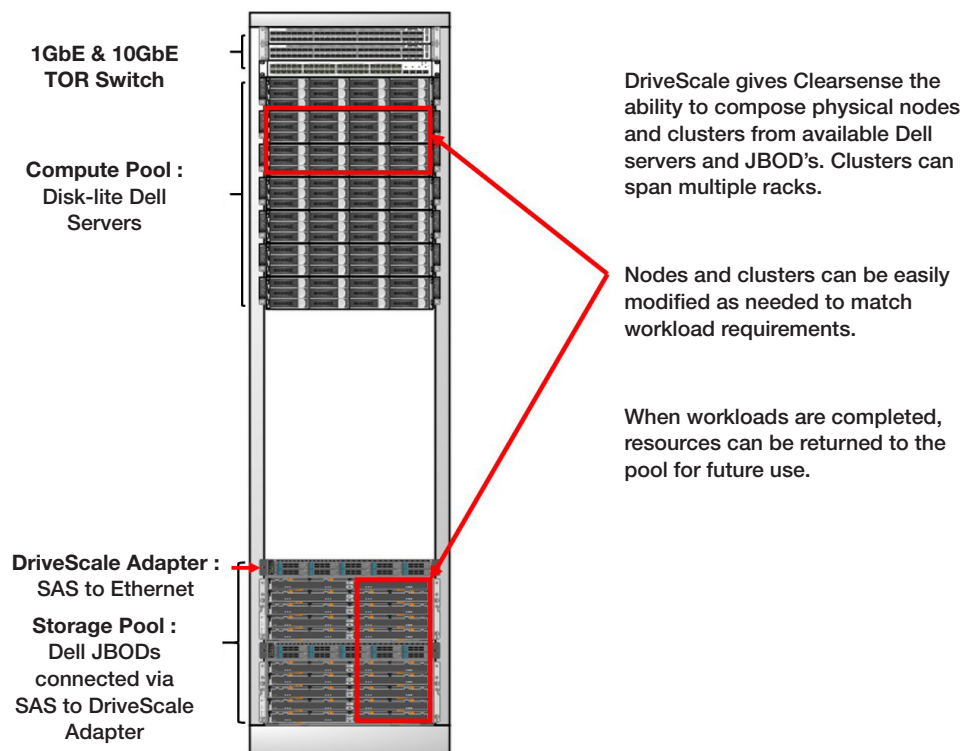 1GbE & 10GbE
TOR Switch
Compute Pool :
Disk-lite Dell
Servers
DriveScale Adapter :
SAS to Ethernet
Storage Pool :
Dell JBODs
connected via
SAS to DriveScale
Adapter
DriveScale gives Clearsense the
ability to compose physical nodes
and clusters from available Dell
servers and JBOD’s. Clusters can
span multiple racks.
Nodes and clusters can be easily
modified as needed to match
workload requirements.
When workloads are completed,
resources can be returned to the
pool for future use.